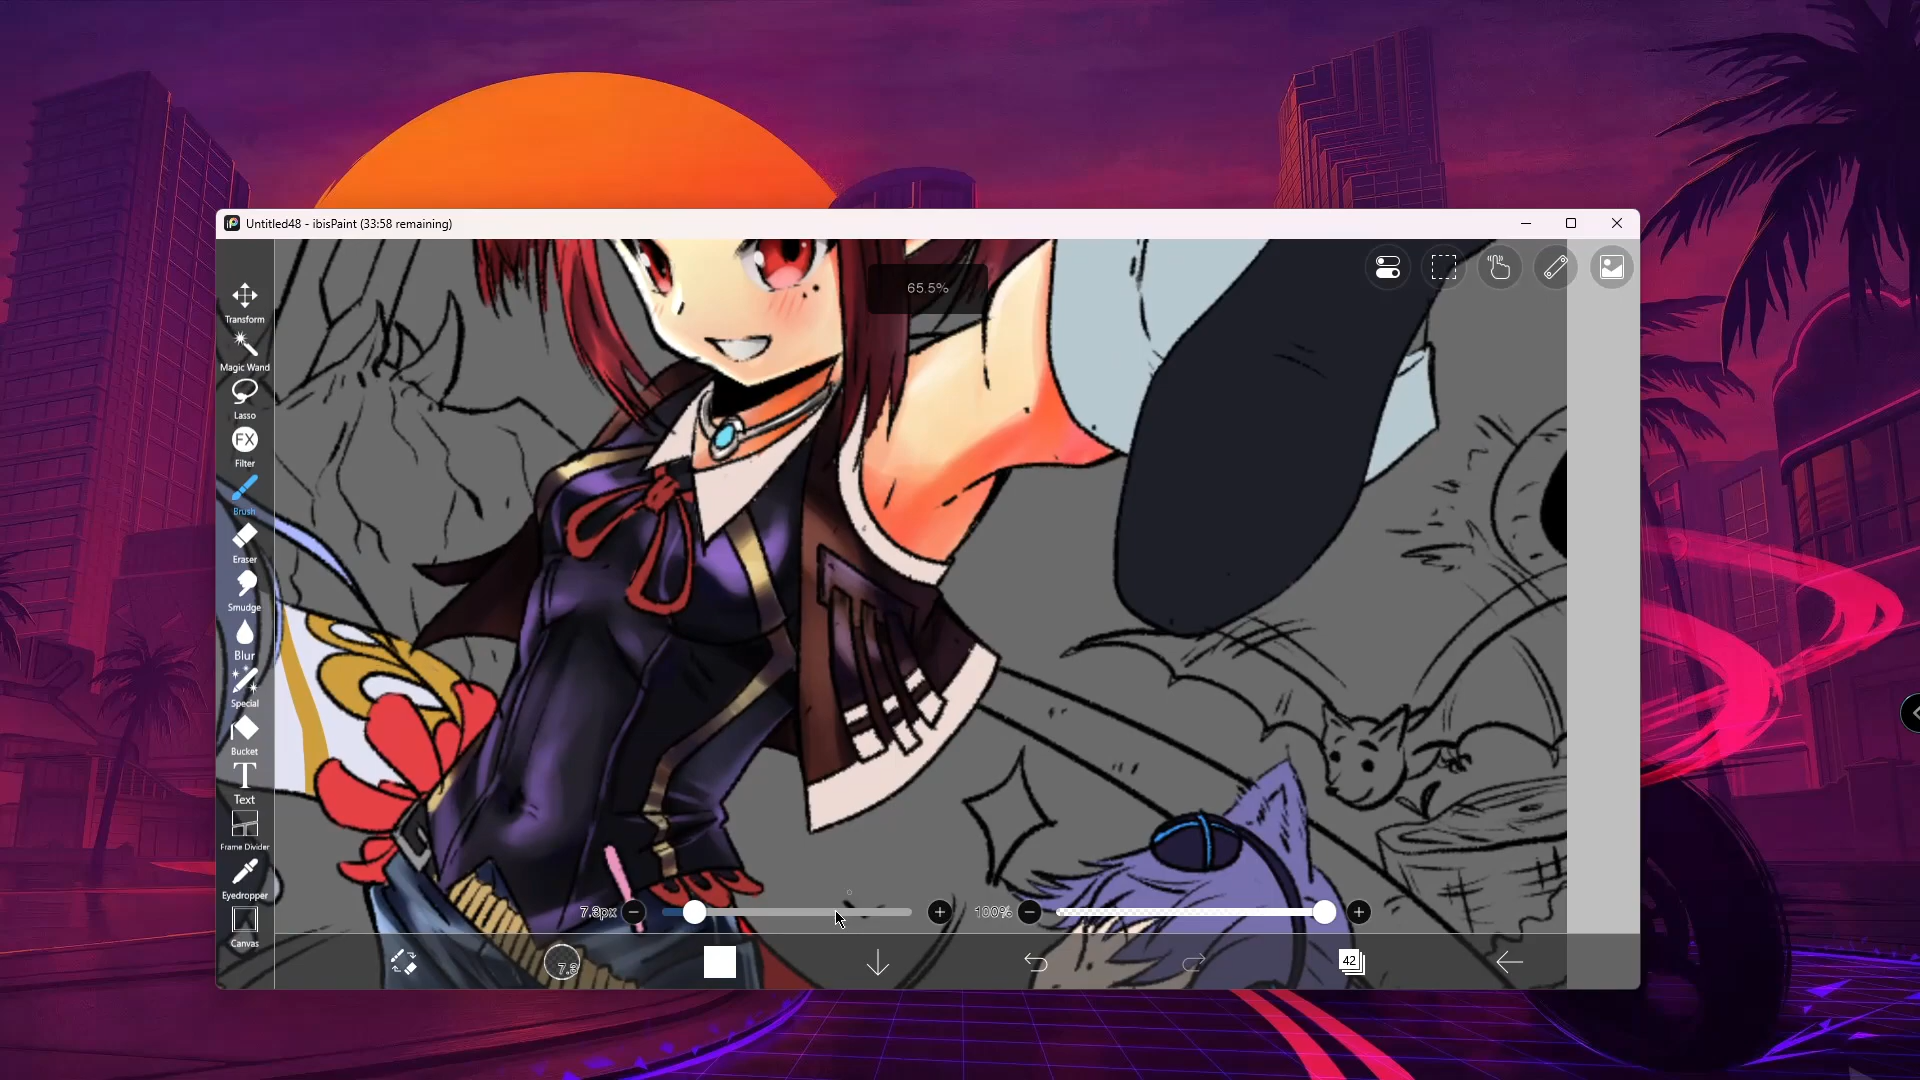 Untitled48 - ibisPaint (33:58 remaining)
65.5%
Transform
Magic Wand
Lasso
FX
Filter
Brush
Eraser
Smudge
Blur
Special
Bucket
T
Text
Frame Divider
Eyedropper
Canvas
7.3px
100%
7.3
42